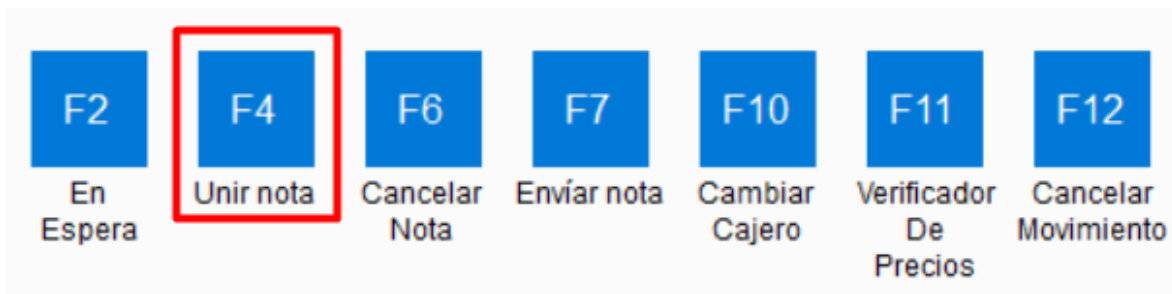 F2
F4
F6
F7
F10
F11
F12
En
Espera
Unir nota
Cancelar
Nota
Envíar nota
Cambiar
Cajero
Verificador
De
Precios
Cancelar
Movimiento